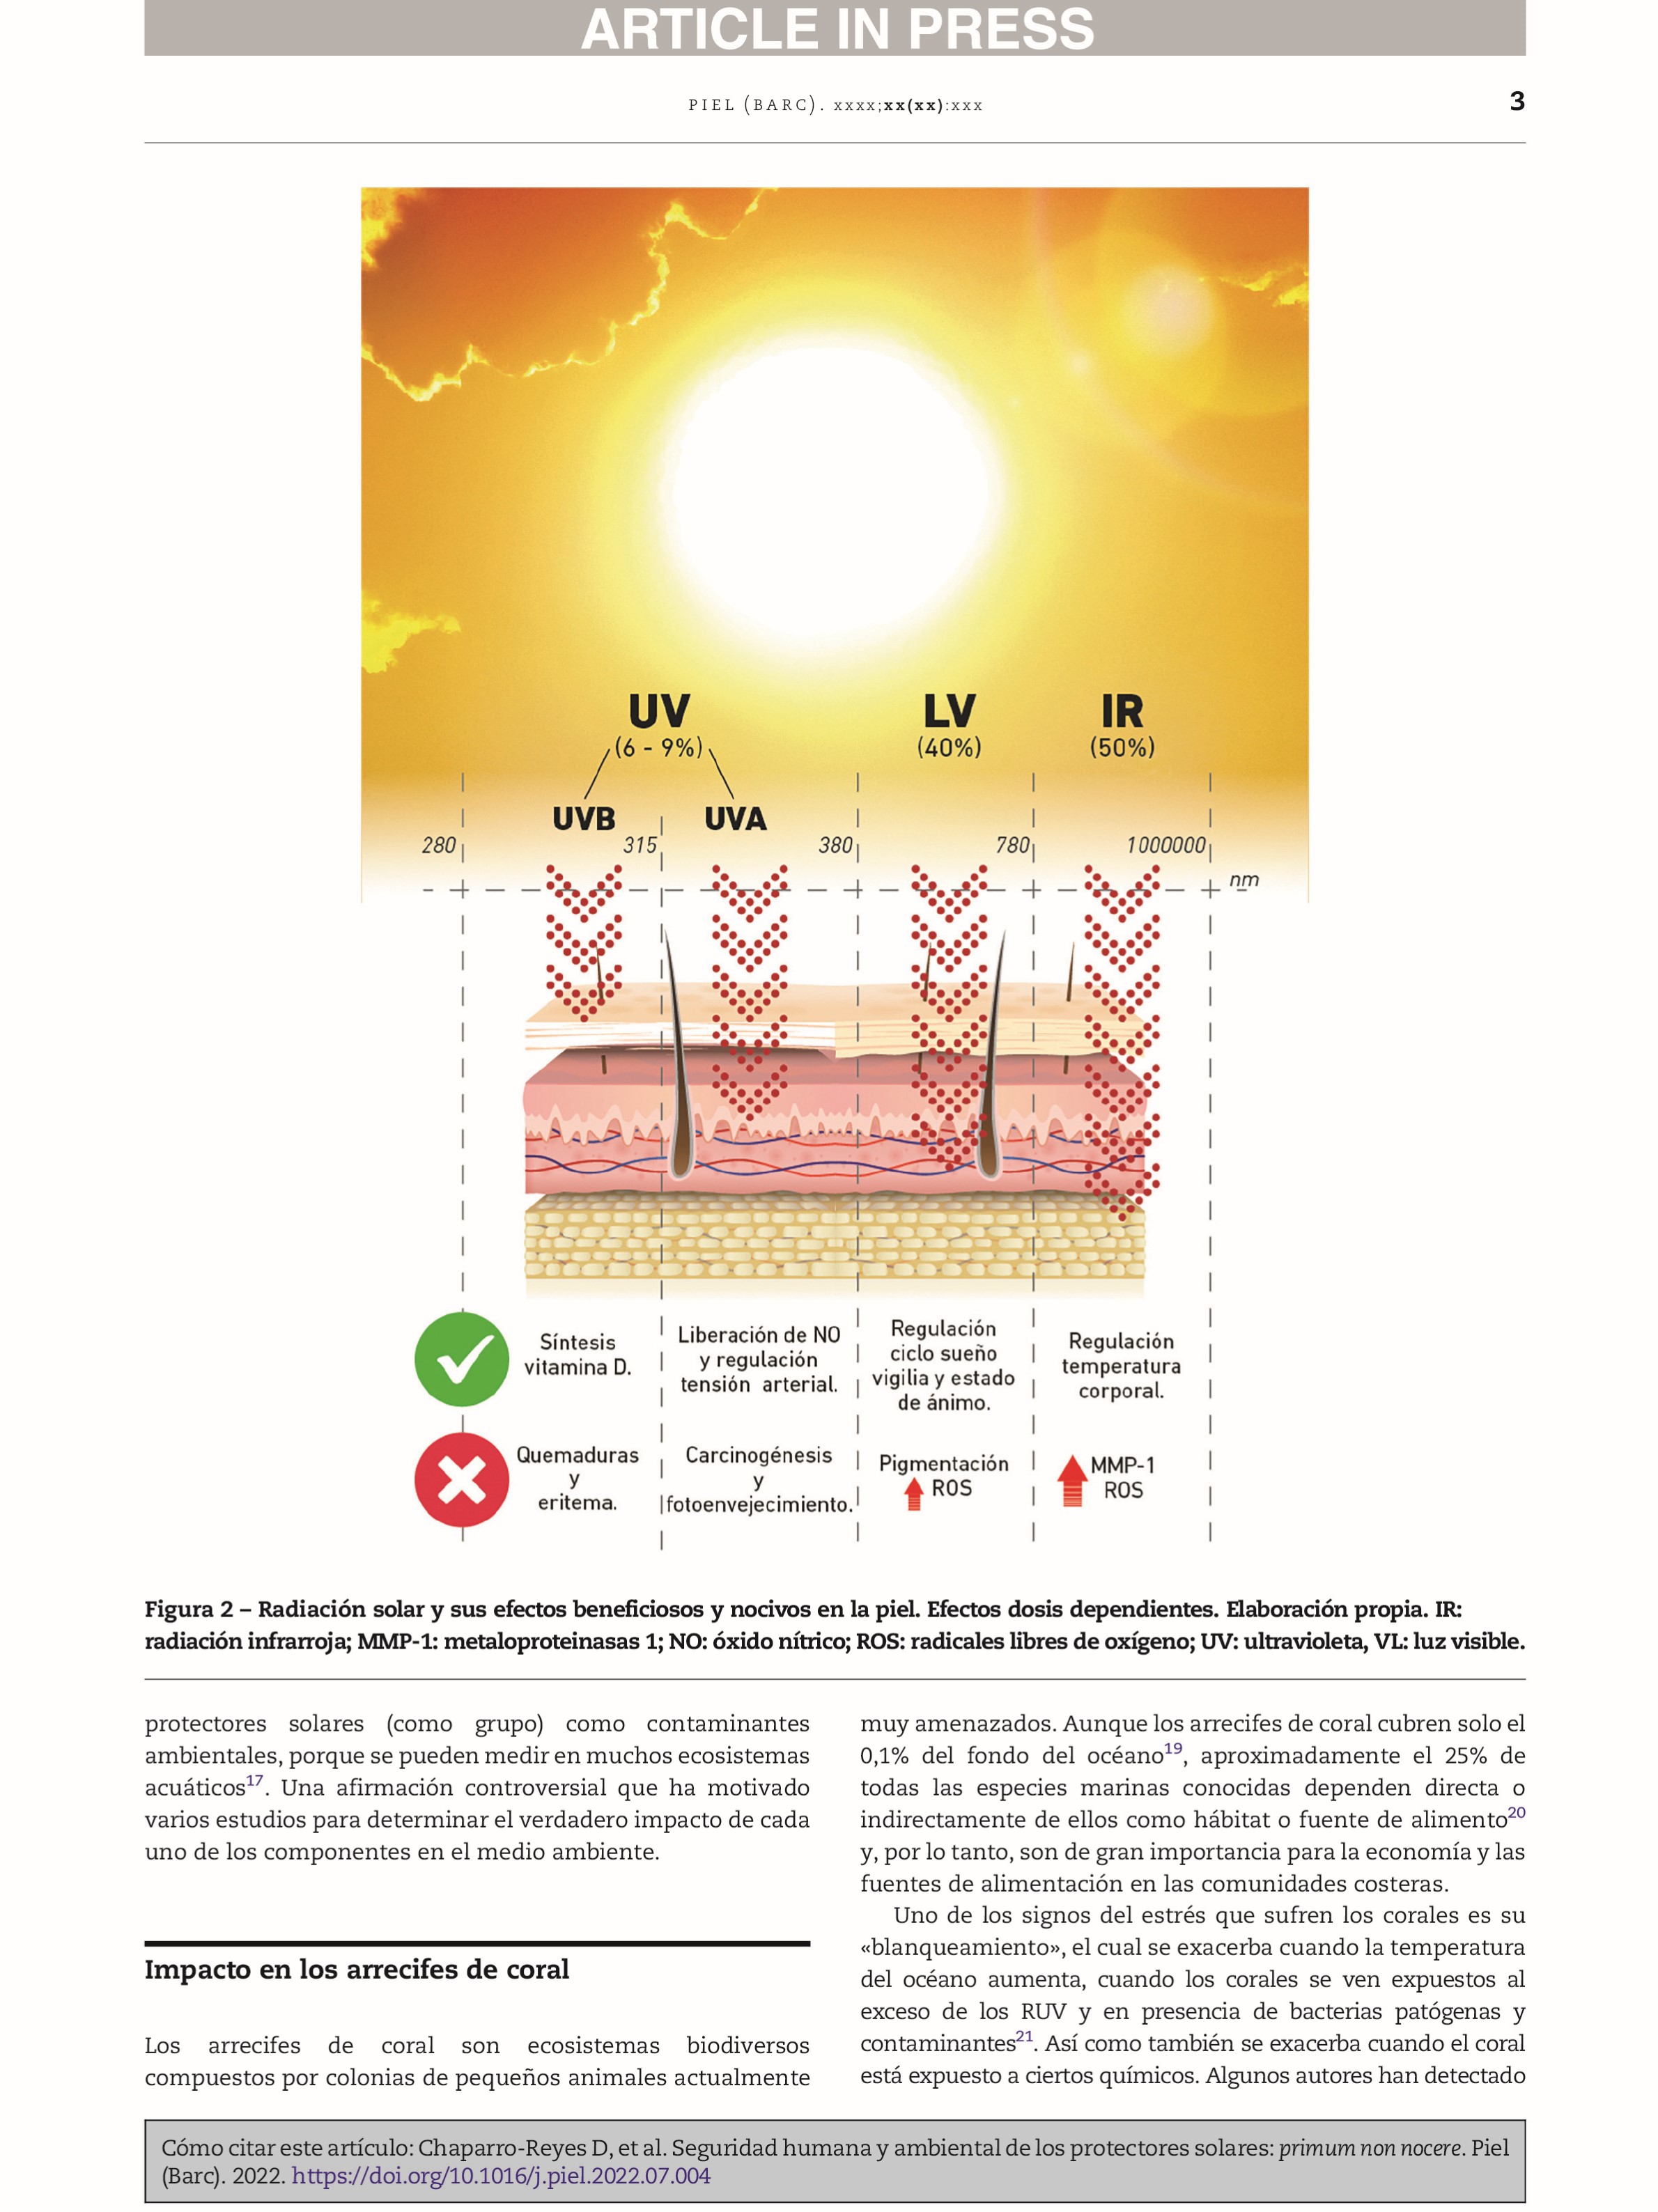 ARTICLE IN PRESS
PIEL (BARC). xxxx;xx(xx):xxx
3
UV
(6 - 9%)
LV
(40%)
IR
(50%)
UVB
UVA
280
315
380
780
1000000
nm
Síntesis
vitamina D.
Liberación de NO
y regulación
tensión arterial.
Regulación
ciclo sueño
vigilia y estado
de ánimo.
Regulación
temperatura
corporal.
Quemaduras
y
eritema.
Carcinogénesis
y
fotoenvejecimiento.
Pigmentación
ROS
MMP-1
ROS
Figura 2 – Radiación solar y sus efectos beneficiosos y nocivos en la piel. Efectos dosis dependientes. Elaboración propia. IR:
radiación infrarroja; MMP-1: metaloproteinasas 1; NO: óxido nítrico; ROS: radicales libres de oxígeno; UV: ultravioleta, VL: luz visible.
protectores solares (como grupo) como contaminantes
ambientales, porque se pueden medir en muchos ecosistemas
acuáticos17. Una afirmación controversial que ha motivado
varios estudios para determinar el verdadero impacto de cada
uno de los componentes en el medio ambiente.
Impacto en los arrecifes de coral
Los arrecifes de coral son ecosistemas biodiversos
compuestos por colonias de pequeños animales actualmente
muy amenazados. Aunque los arrecifes de coral cubren solo el
0,1% del fondo del océano19, aproximadamente el 25% de
todas las especies marinas conocidas dependen directa o
indirectamente de ellos como hábitat o fuente de alimento20
y, por lo tanto, son de gran importancia para la economía y las
fuentes de alimentación en las comunidades costeras.
Uno de los signos del estrés que sufren los corales es su
«blanqueamiento», el cual se exacerba cuando la temperatura
del océano aumenta, cuando los corales se ven expuestos al
exceso de los RUV y en presencia de bacterias patógenas y
contaminantes21. Así como también se exacerba cuando el coral
está expuesto a ciertos químicos. Algunos autores han detectado
Cómo citar este artículo: Chaparro-Reyes D, et al. Seguridad humana y ambiental de los protectores solares: primum non nocere. Piel
(Barc). 2022. https://doi.org/10.1016/j.piel.2022.07.004